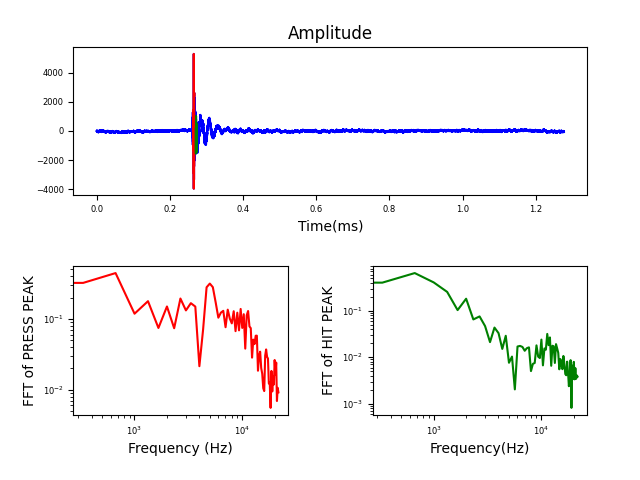 Amplitude
4000
2000
0
−2000
−4000
0.0 0.2 0.4 0.6 0.8 1.0 1.2
Time(ms)
FFT of PRESS PEAK
10⁻¹
10⁻²
10³ 10⁴
Frequency (Hz)
FFT of HIT PEAK
10⁻¹
10⁻²
10⁻³
10³ 10⁴
Frequency(Hz)